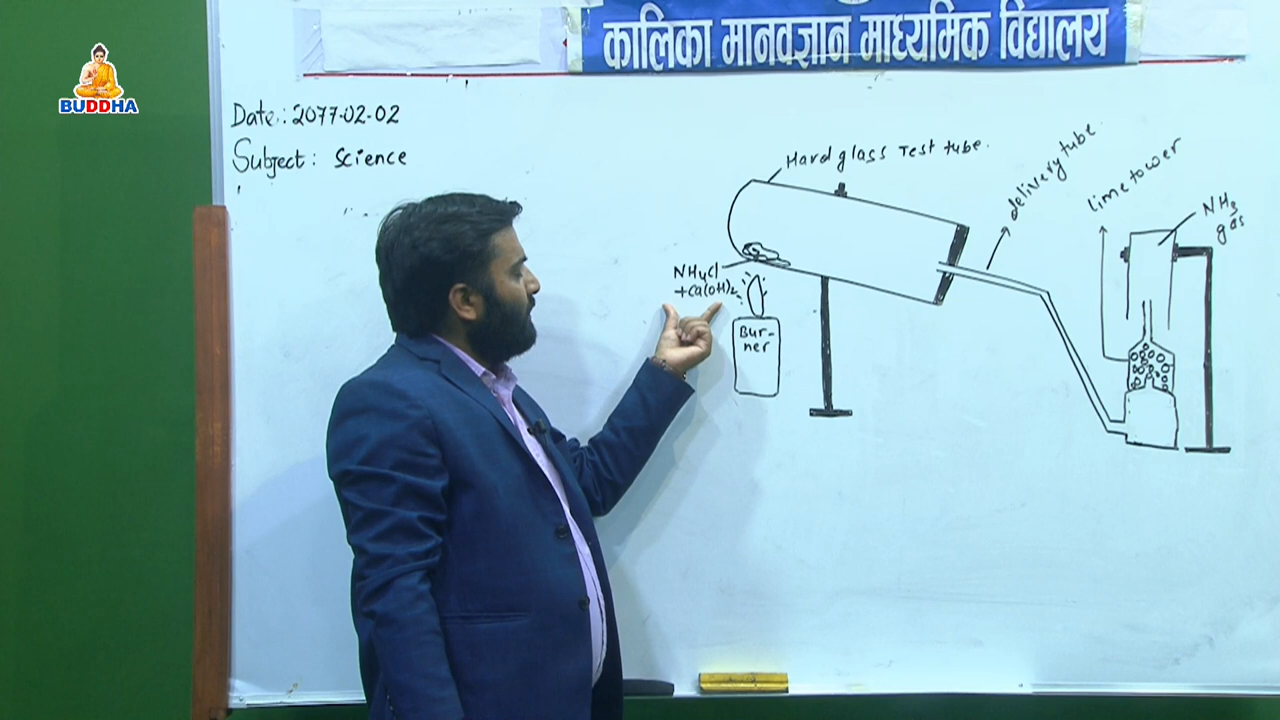 BUDDHA
कालिका मानवज्ञान माध्यमिक विद्यालय
Date: 2077-02-02
Subject: Science
Hard glass Test tube.
delivery tube.
lime tower
NH3
gas
NH4Cl
+Ca(OH)2
Bur-
ner